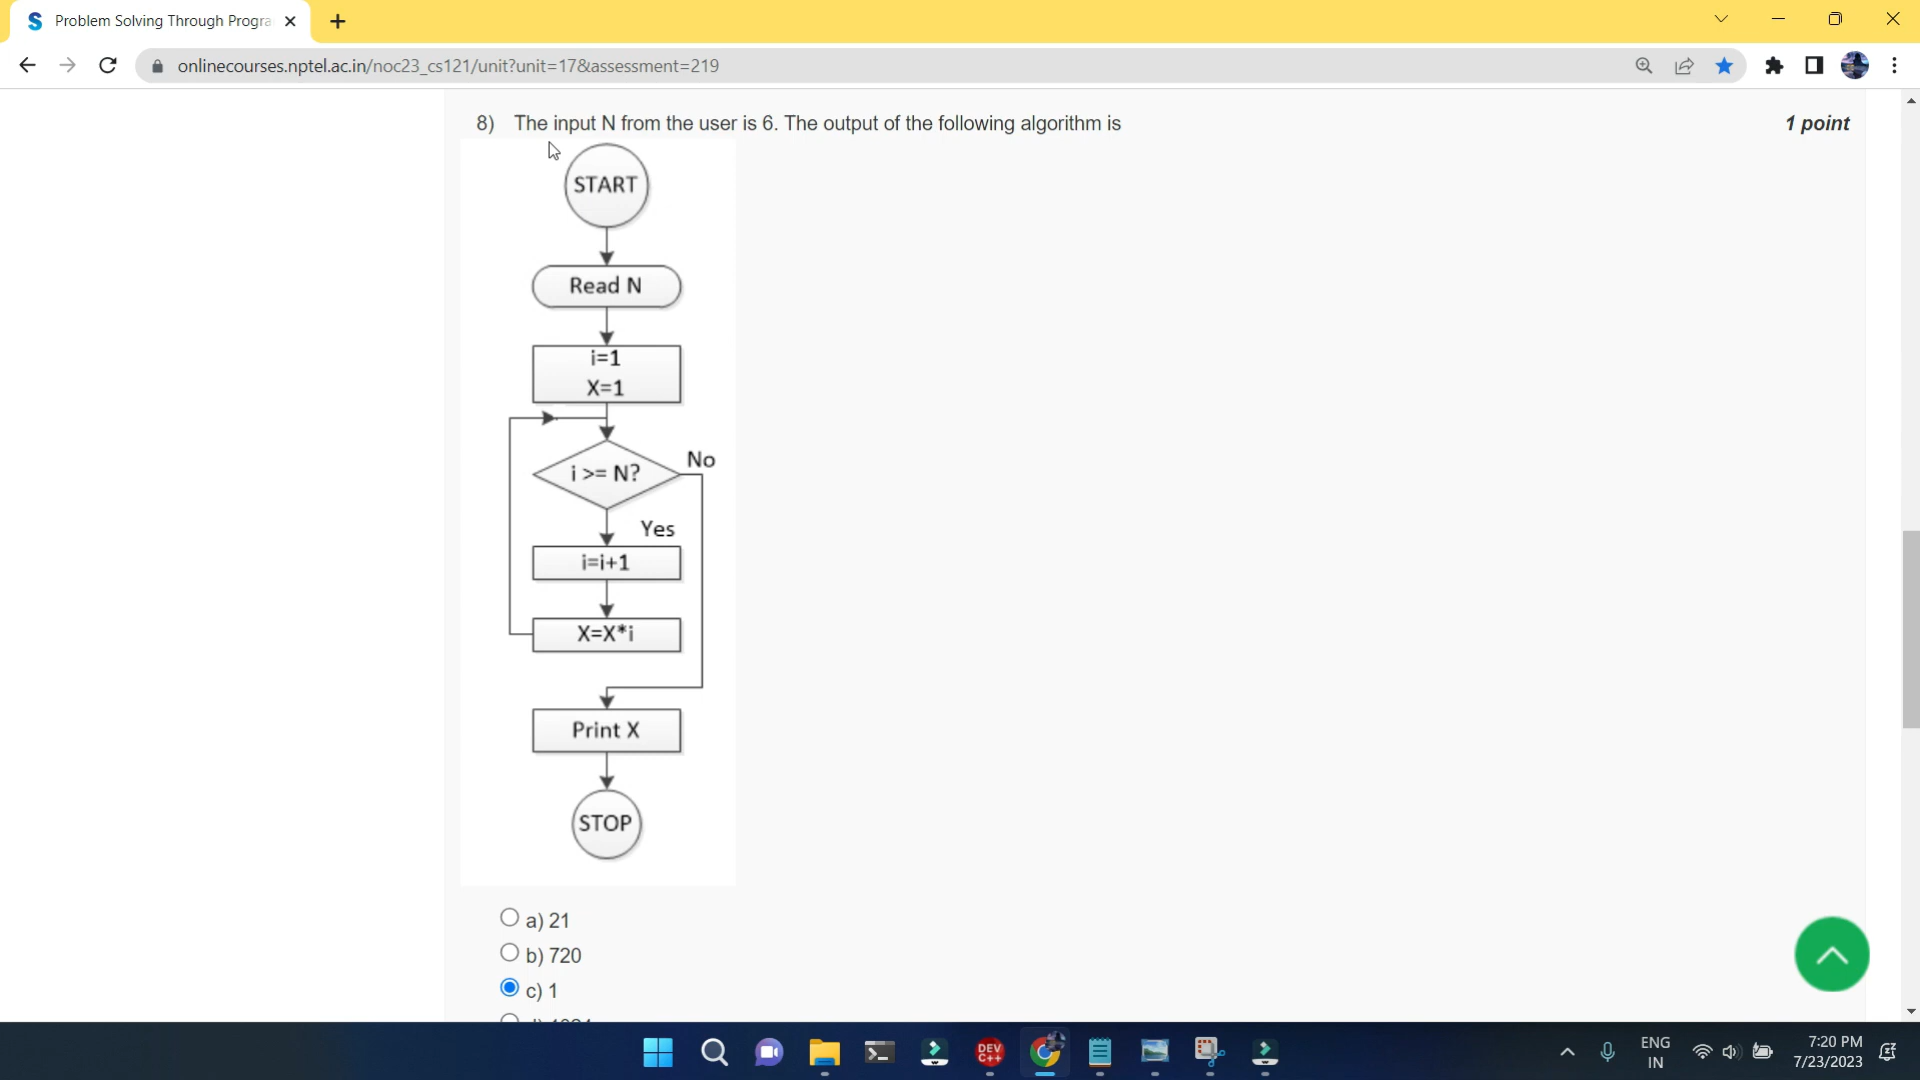 Problem Solving Through Progra
onlinecourses.nptel.ac.in/noc23_cs121/unit?unit=17&assessment=219
8) The input N from the user is 6. The output of the following algorithm is
1 point
START
Read N
i=1
X=1
i >= N?
No
Yes
i=i+1
X=X*i
Print X
STOP
a) 21
b) 720
c) 1
DEV
C++
ENG
IN
7:20 PM
7/23/2023